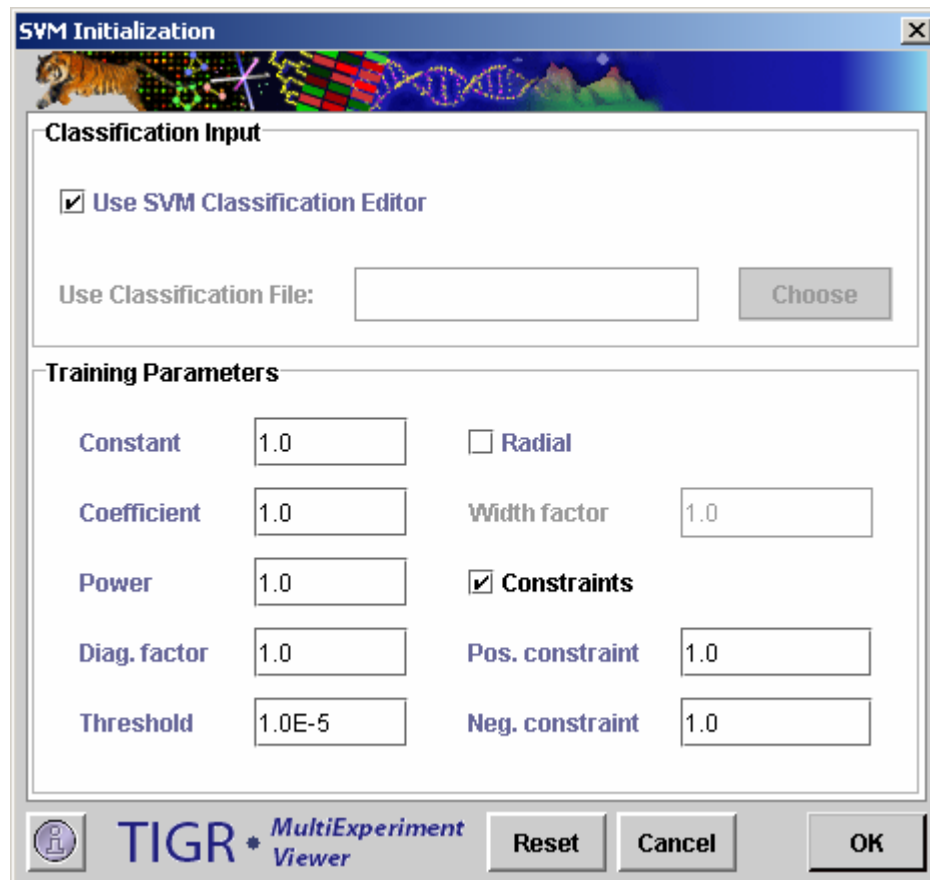 SVM Initialization
Classification Input
Use SVM Classification Editor
Use Classification File:
Choose
Training Parameters
Constant 1.0 Radial
Coefficient 1.0 Width factor 1.0
Power 1.0 Constraints
Diag. factor 1.0 Pos. constraint 1.0
Threshold 1.0E-5 Neg. constraint 1.0
TIGR MultiExperiment Viewer
Reset Cancel OK